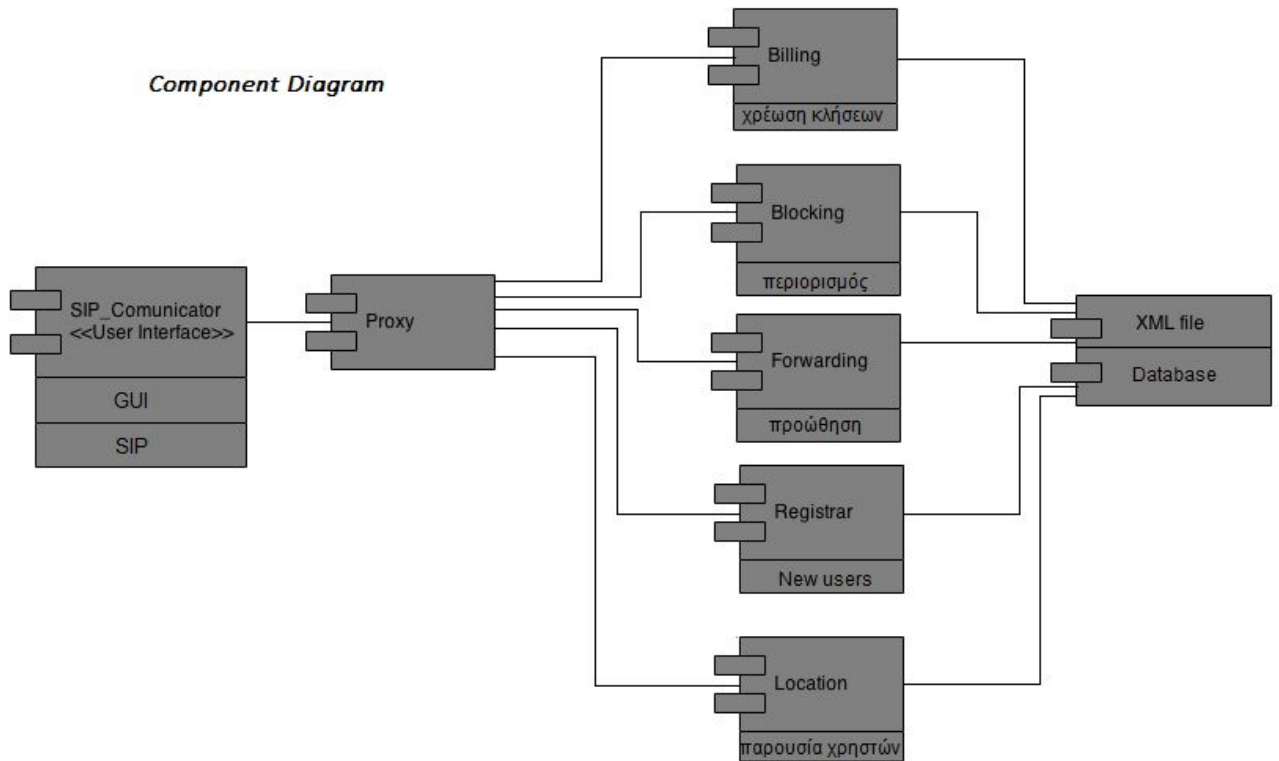 Component Diagram
Billing
χρέωση κλήσεων
Blocking
περιορισμός
SIP_Comunicator
<<User Interface>>
GUI
SIP
Proxy
Forwarding
προώθηση
XML file
Database
Registrar
New users
Location
παρουσία χρηστών